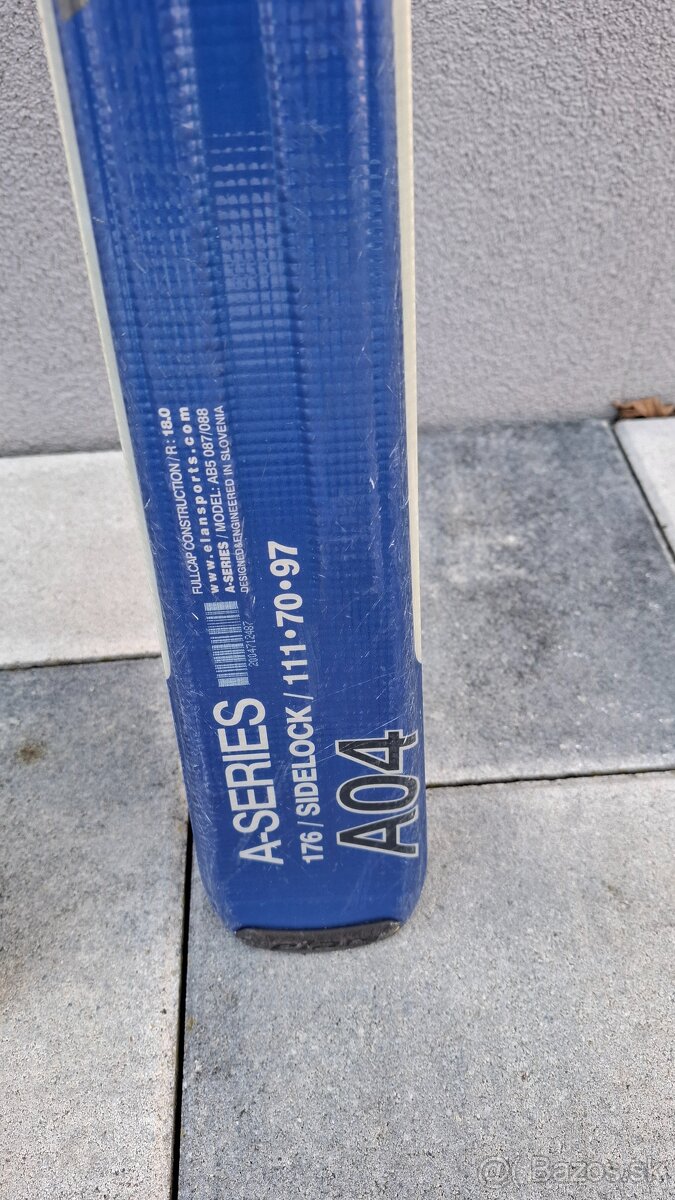 FULLCAP CONSTRUCTION / R: 18.0
www.elansports.com
A-SERIES / MODEL: AB5 087/088
DESIGNED&ENGINEERED IN SLOVENIA
2004712487
A-SERIES
176 / SIDELOCK / 111•70•97
A04
© Bazos.sk